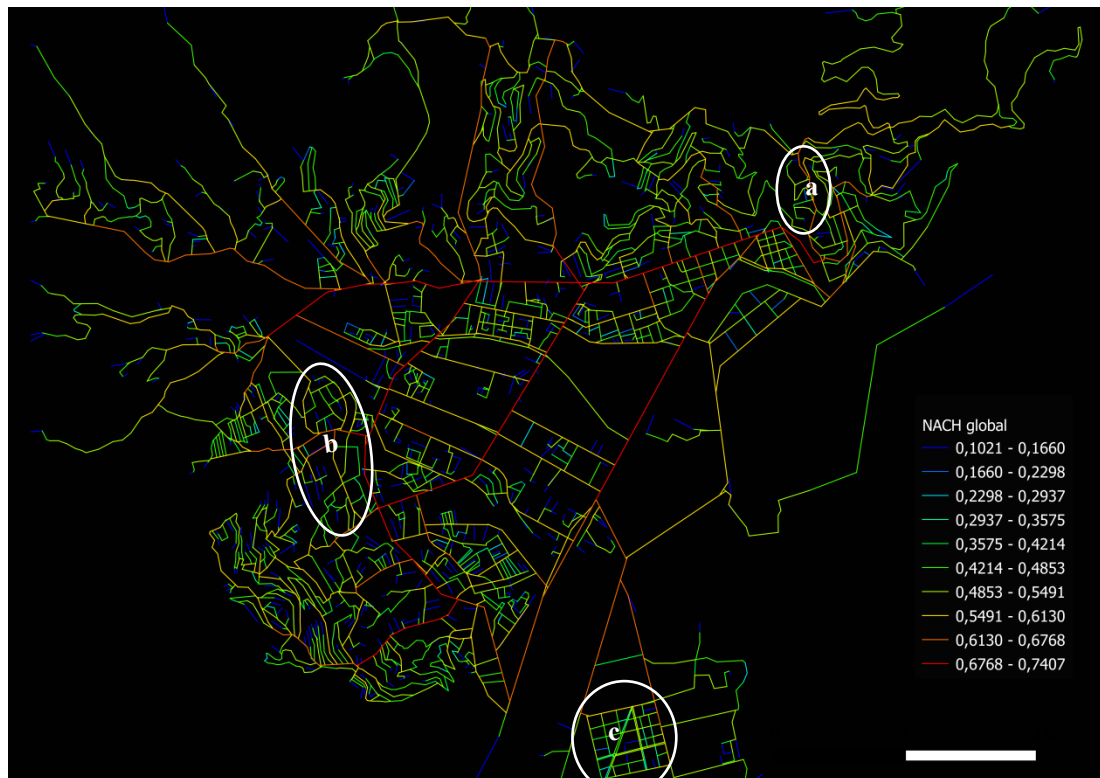 a
b
c
NACH global
0,1021 - 0,1660
0,1660 - 0,2298
0,2298 - 0,2937
0,2937 - 0,3575
0,3575 - 0,4214
0,4214 - 0,4853
0,4853 - 0,5491
0,5491 - 0,6130
0,6130 - 0,6768
0,6768 - 0,7407